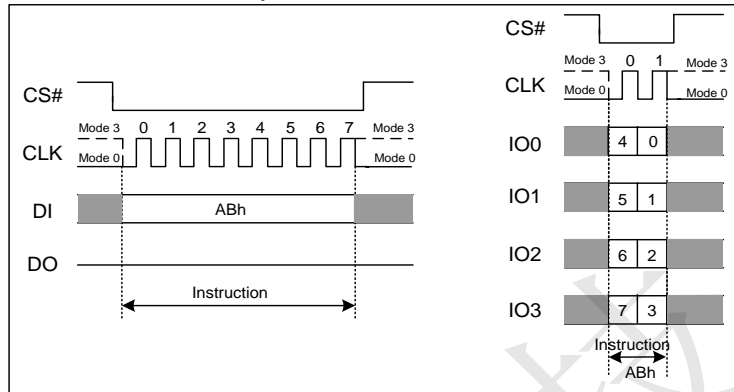 CS#
Mode 3 0 1 2 3 4 5 6 7 Mode 3
CLK
Mode 0 Mode 0
DI ABh
DO
Instruction
CS#
Mode 3 0 1 Mode 3
CLK
Mode 0 Mode 0
IO0 4 0
IO1 5 1
IO2 6 2
IO3 7 3
Instruction
ABh